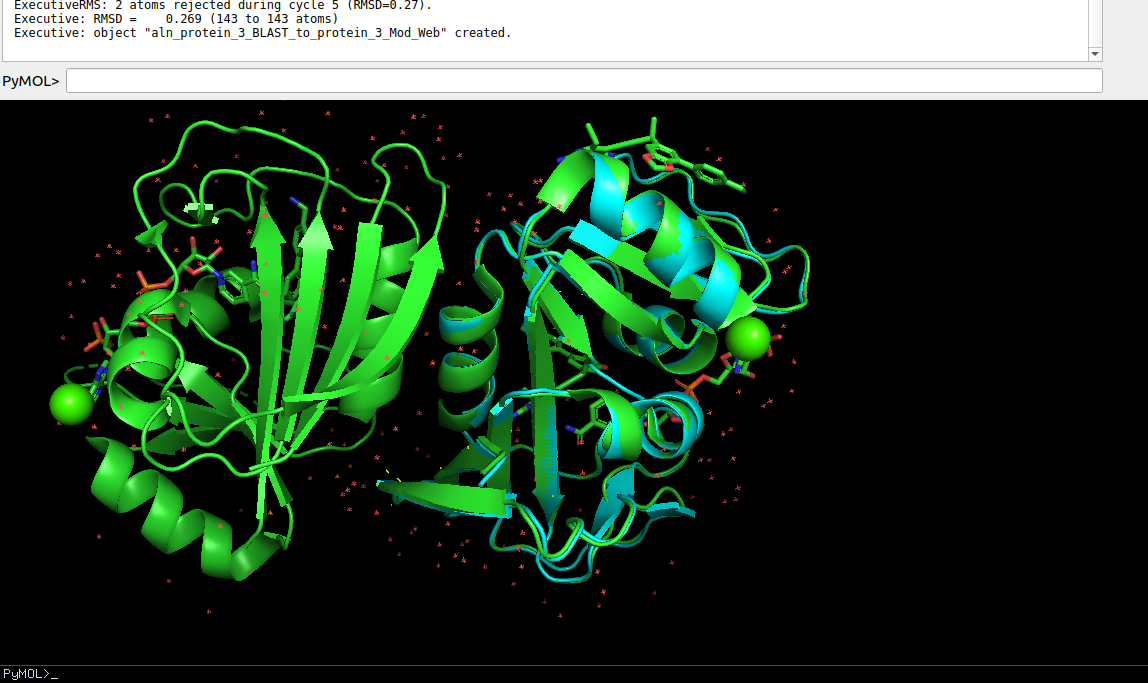 ExecutiveRMS: 2 atoms rejected during cycle 5 (RMSD=0.27).
Executive: RMSD =    0.269 (143 to 143 atoms)
Executive: object "aln_protein_3_BLAST_to_protein_3_Mod_Web" created.
PyMOL>
PyMOL>_